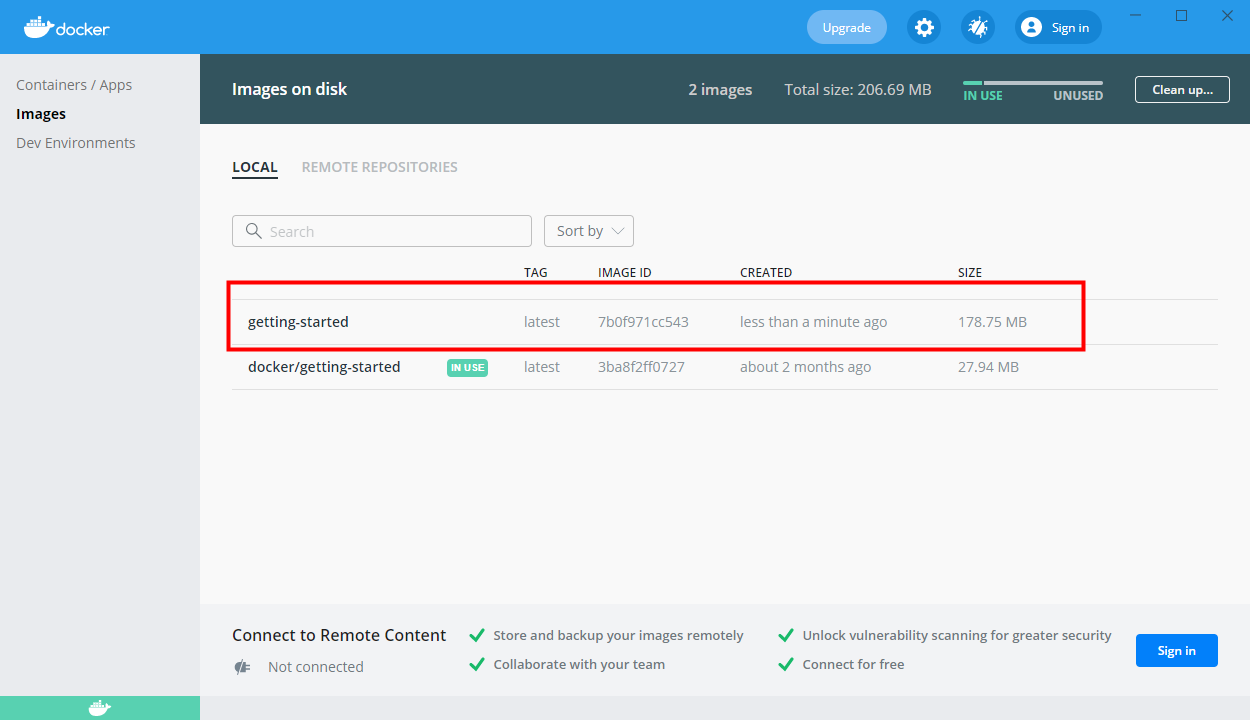 docker
Upgrade
Sign in
Containers / Apps
Images
Dev Environments
Images on disk
2 images
Total size: 206.69 MB
IN USE
UNUSED
Clean up...
LOCAL
REMOTE REPOSITORIES
Search
Sort by
TAG IMAGE ID CREATED SIZE
getting-started latest 7b0f971cc543 less than a minute ago 178.75 MB
docker/getting-started IN USE latest 3ba8f2ff0727 about 2 months ago 27.94 MB
Connect to Remote Content
Not connected
Store and backup your images remotely
Collaborate with your team
Unlock vulnerability scanning for greater security
Connect for free
Sign in